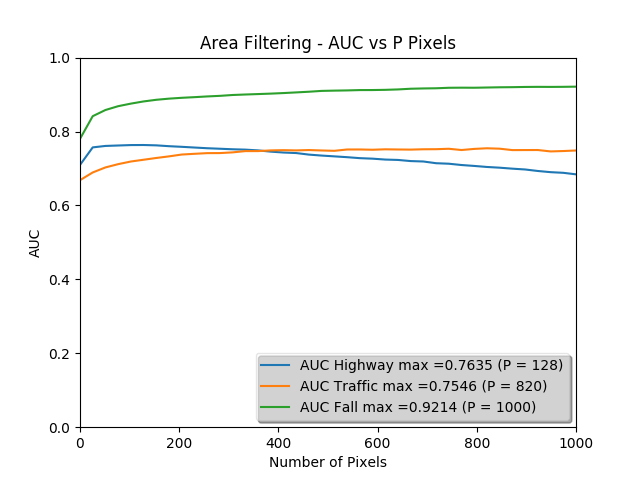 Area Filtering - AUC vs P Pixels
1.0
0.8
0.6
0.4
0.2
0.0
AUC
AUC Highway max =0.7635 (P = 128)
AUC Traffic max =0.7546 (P = 820)
AUC Fall max =0.9214 (P = 1000)
0 200 400 600 800 1000
Number of Pixels